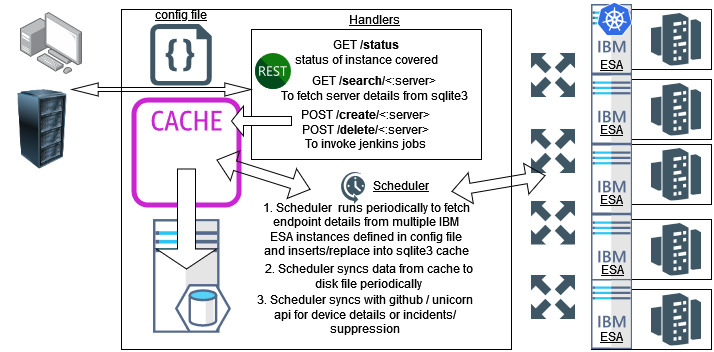 config file
{}
Handlers
REST
GET /status
status of instance covered
GET /search/<:server>
To fetch server details from sqlite3
POST /create/<:server>
POST /delete/<:server>
To invoke jenkins jobs
CACHE
Scheduler
1. Scheduler runs periodically to fetch
endpoint details from multiple IBM
ESA instances defined in config file
and inserts/replace into sqlite3 cache
2. Scheduler syncs data from cache to
disk file periodically
3. Scheduler syncs with github / unicorn
api for device details or incidents/
suppression
IBM
ESA
IBM
ESA
IBM
ESA
IBM
ESA
IBM
ESA